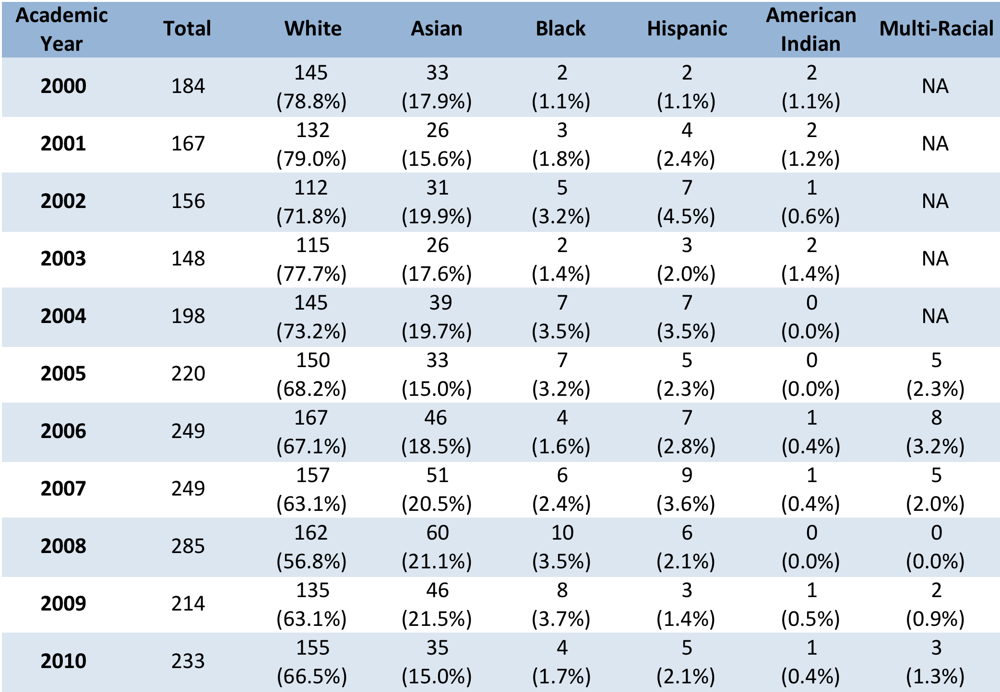 Academic Year Total White Asian Black Hispanic American Indian Multi-Racial
2000 184 145 (78.8%) 33 (17.9%) 2 (1.1%) 2 (1.1%) 2 (1.1%) NA
2001 167 132 (79.0%) 26 (15.6%) 3 (1.8%) 4 (2.4%) 2 (1.2%) NA
2002 156 112 (71.8%) 31 (19.9%) 5 (3.2%) 7 (4.5%) 1 (0.6%) NA
2003 148 115 (77.7%) 26 (17.6%) 2 (1.4%) 3 (2.0%) 2 (1.4%) NA
2004 198 145 (73.2%) 39 (19.7%) 7 (3.5%) 7 (3.5%) 0 (0.0%) NA
2005 220 150 (68.2%) 33 (15.0%) 7 (3.2%) 5 (2.3%) 0 (0.0%) 5 (2.3%)
2006 249 167 (67.1%) 46 (18.5%) 4 (1.6%) 7 (2.8%) 1 (0.4%) 8 (3.2%)
2007 249 157 (63.1%) 51 (20.5%) 6 (2.4%) 9 (3.6%) 1 (0.4%) 5 (2.0%)
2008 285 162 (56.8%) 60 (21.1%) 10 (3.5%) 6 (2.1%) 0 (0.0%) 0 (0.0%)
2009 214 135 (63.1%) 46 (21.5%) 8 (3.7%) 3 (1.4%) 1 (0.5%) 2 (0.9%)
2010 233 155 (66.5%) 35 (15.0%) 4 (1.7%) 5 (2.1%) 1 (0.4%) 3 (1.3%)